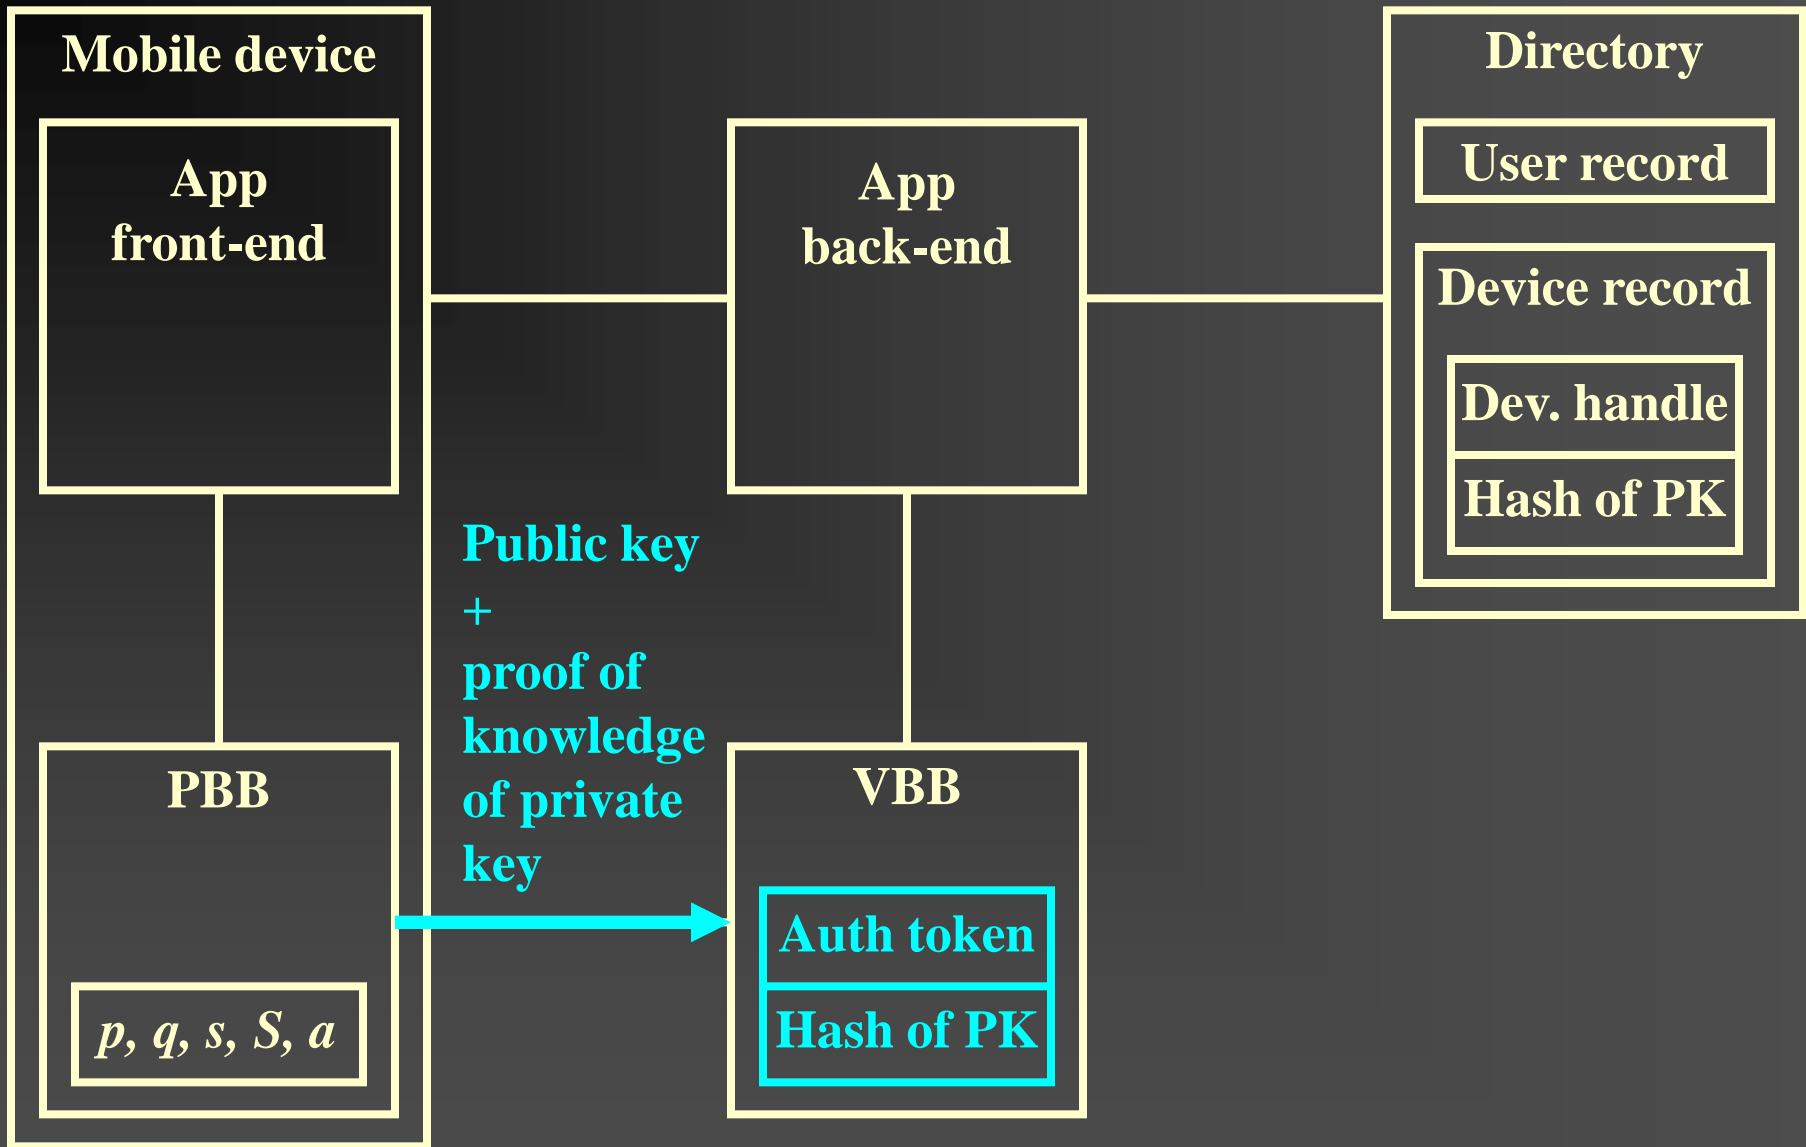 Mobile device
App
front-end
PBB
p, q, s, S, a
Public key
+
proof of
knowledge
of private
key
App
back-end
VBB
Auth token
Hash of PK
Directory
User record
Device record
Dev. handle
Hash of PK